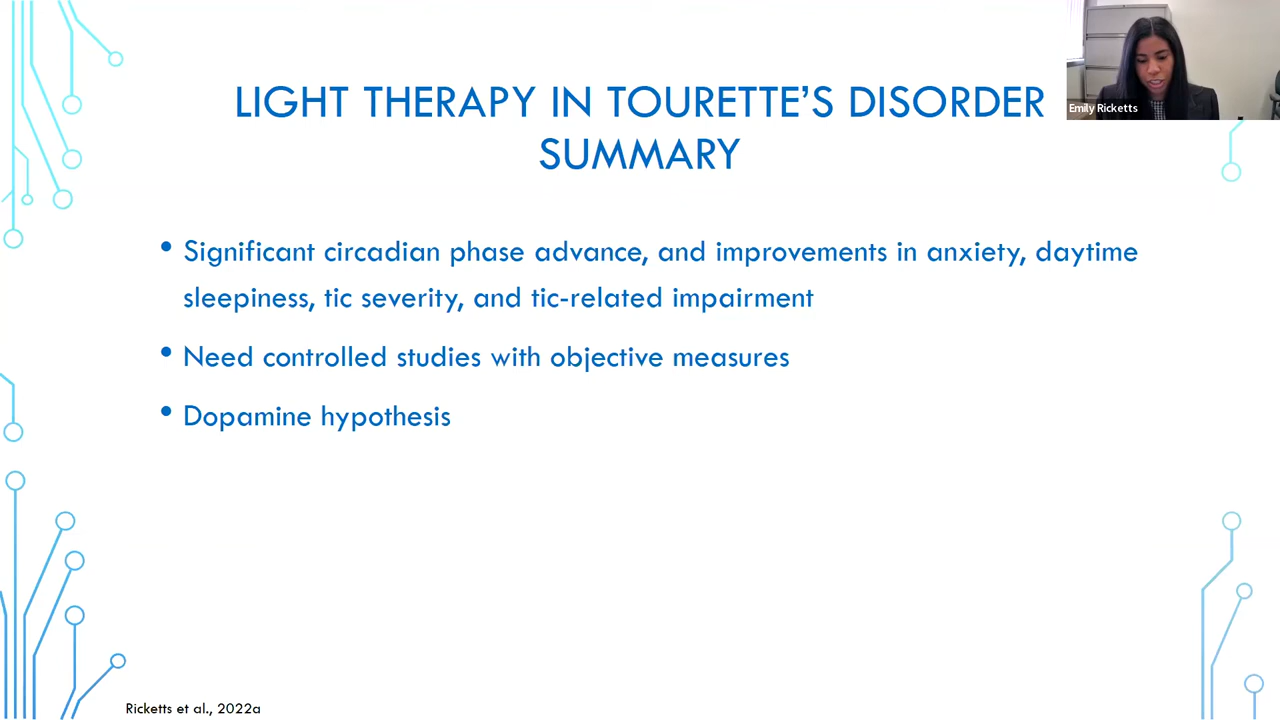 LIGHT THERAPY IN TOURETTE'S DISORDER
SUMMARY
Emily Ricketts
• Significant circadian phase advance, and improvements in anxiety, daytime
sleepiness, tic severity, and tic-related impairment
• Need controlled studies with objective measures
• Dopamine hypothesis
Ricketts et al., 2022a